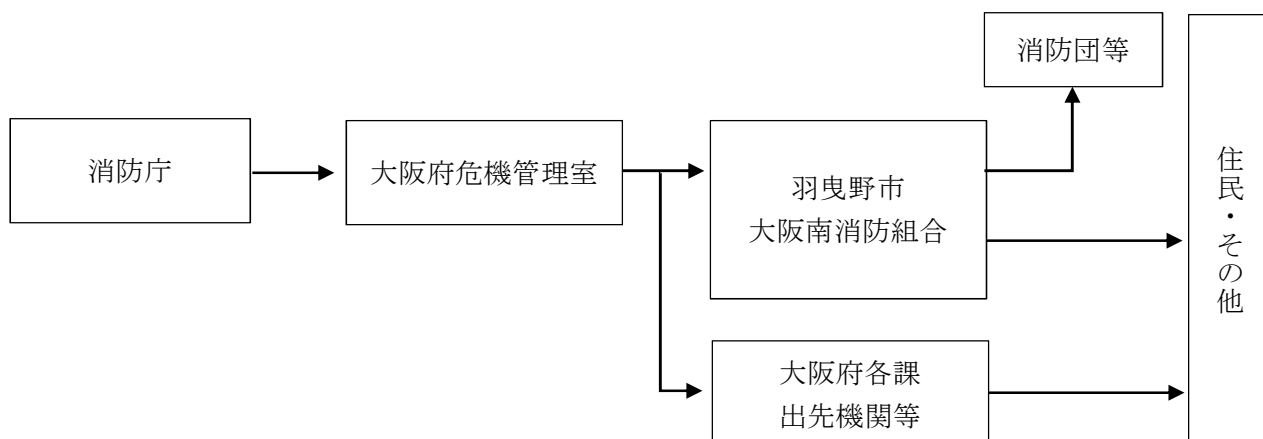 消防団等
消防庁
大阪府危機管理室
羽曳野市
大阪南消防組合
住民・その他
大阪府各課
出先機関等